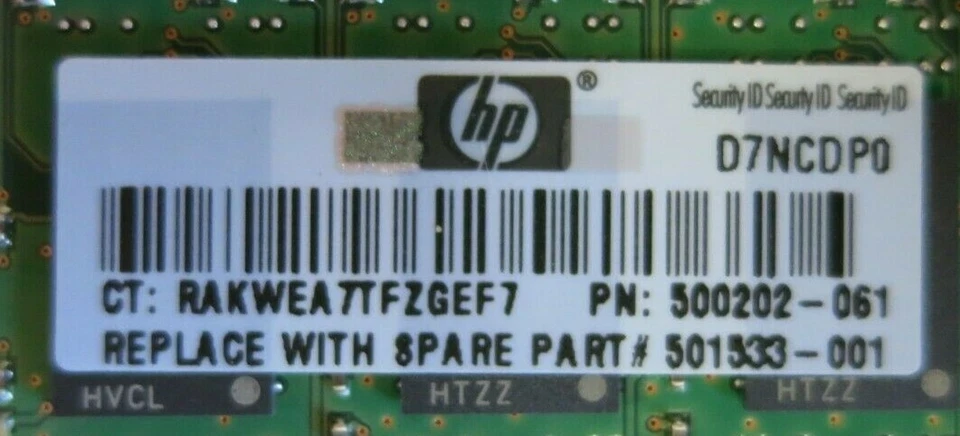 hp ®
Security ID Security ID Security ID
D7NCDP0
CT: RAKWEA7TFZGEF7 PN: 500202-061
REPLACE WITH SPARE PART# 501533-001
HVCL HTZZ HTZZ